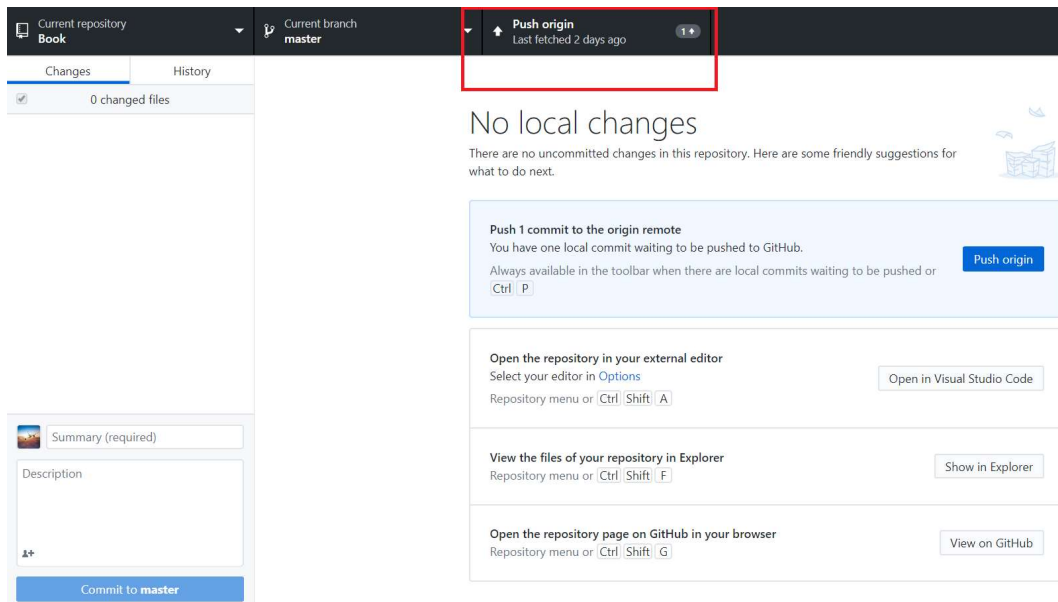 Current repository
Book
Current branch
master
Push origin
Last fetched 2 days ago
1
Changes
History
0 changed files
No local changes
There are no uncommitted changes in this repository. Here are some friendly suggestions for
what to do next.
Push 1 commit to the origin remote
You have one local commit waiting to be pushed to GitHub.
Always available in the toolbar when there are local commits waiting to be pushed or
Ctrl P
Push origin
Open the repository in your external editor
Select your editor in Options
Repository menu or Ctrl Shift A
Open in Visual Studio Code
View the files of your repository in Explorer
Repository menu or Ctrl Shift F
Show in Explorer
Open the repository page on GitHub in your browser
Repository menu or Ctrl Shift G
View on GitHub
Summary (required)
Description
Commit to master